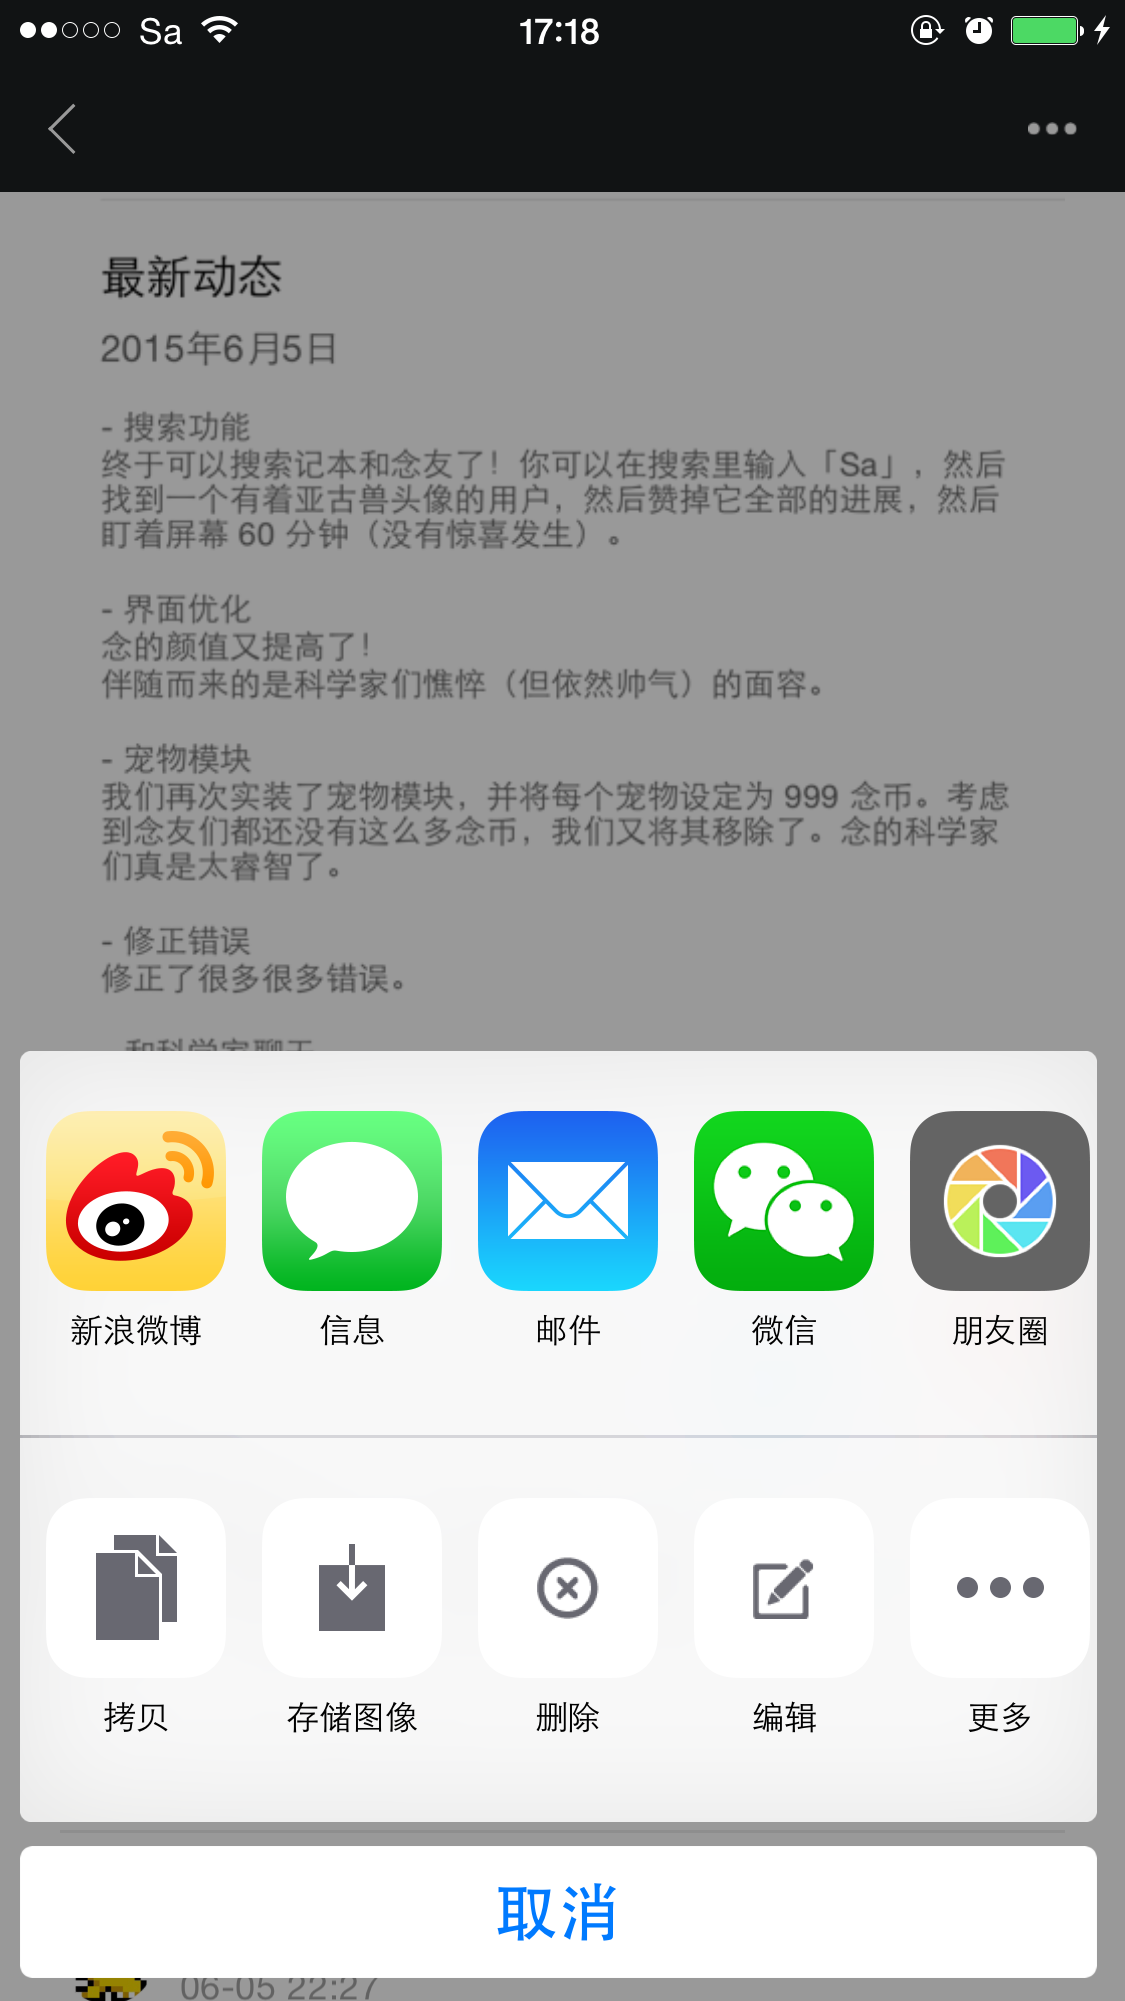 Sa
17:18
最新动态
2015年6月5日
- 搜索功能
终于可以搜索记本和念友了！你可以在搜索里输入「Sa」，然后
找到一个有着亚古兽头像的用户，然后赞掉它全部的进展，然后
盯着屏幕 60 分钟（没有惊喜发生）。
- 界面优化
念的颜值又提高了！
伴随而来的是科学家们憔悴（但依然帅气）的面容。
- 宠物模块
我们再次实装了宠物模块，并将每个宠物设定为 999 念币。考虑
到念友们都还没有这么多念币，我们又将其移除了。念的科学家
们真是太睿智了。
- 修正错误
修正了很多很多错误。
- 和科学家聊天
新浪微博
信息
邮件
微信
朋友圈
拷贝
存储图像
删除
编辑
更多
取消
06-05 22:27